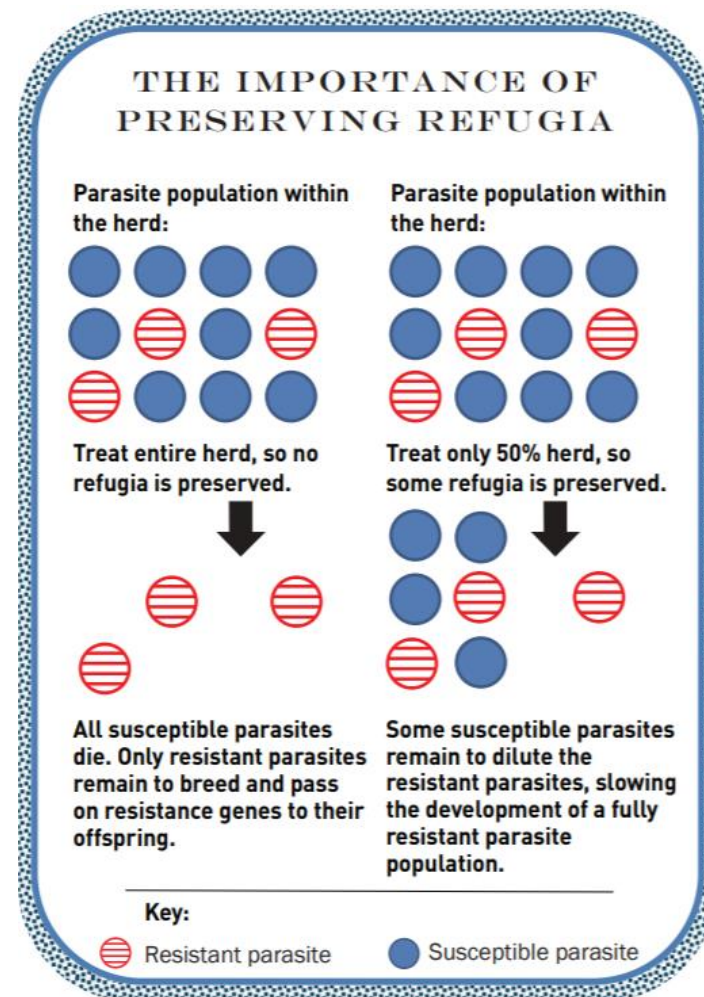 THE IMPORTANCE OF
PRESERVING REFUGIA
Parasite population within
the herd:
Treat entire herd, so no
refugia is preserved.
All susceptible parasites
die. Only resistant parasites
remain to breed and pass
on resistance genes to their
offspring.
Parasite population within
the herd:
Treat only 50% herd, so
some refugia is preserved.
Some susceptible parasites
remain to dilute the
resistant parasites, slowing
the development of a fully
resistant parasite
population.
Key:
Resistant parasite
Susceptible parasite